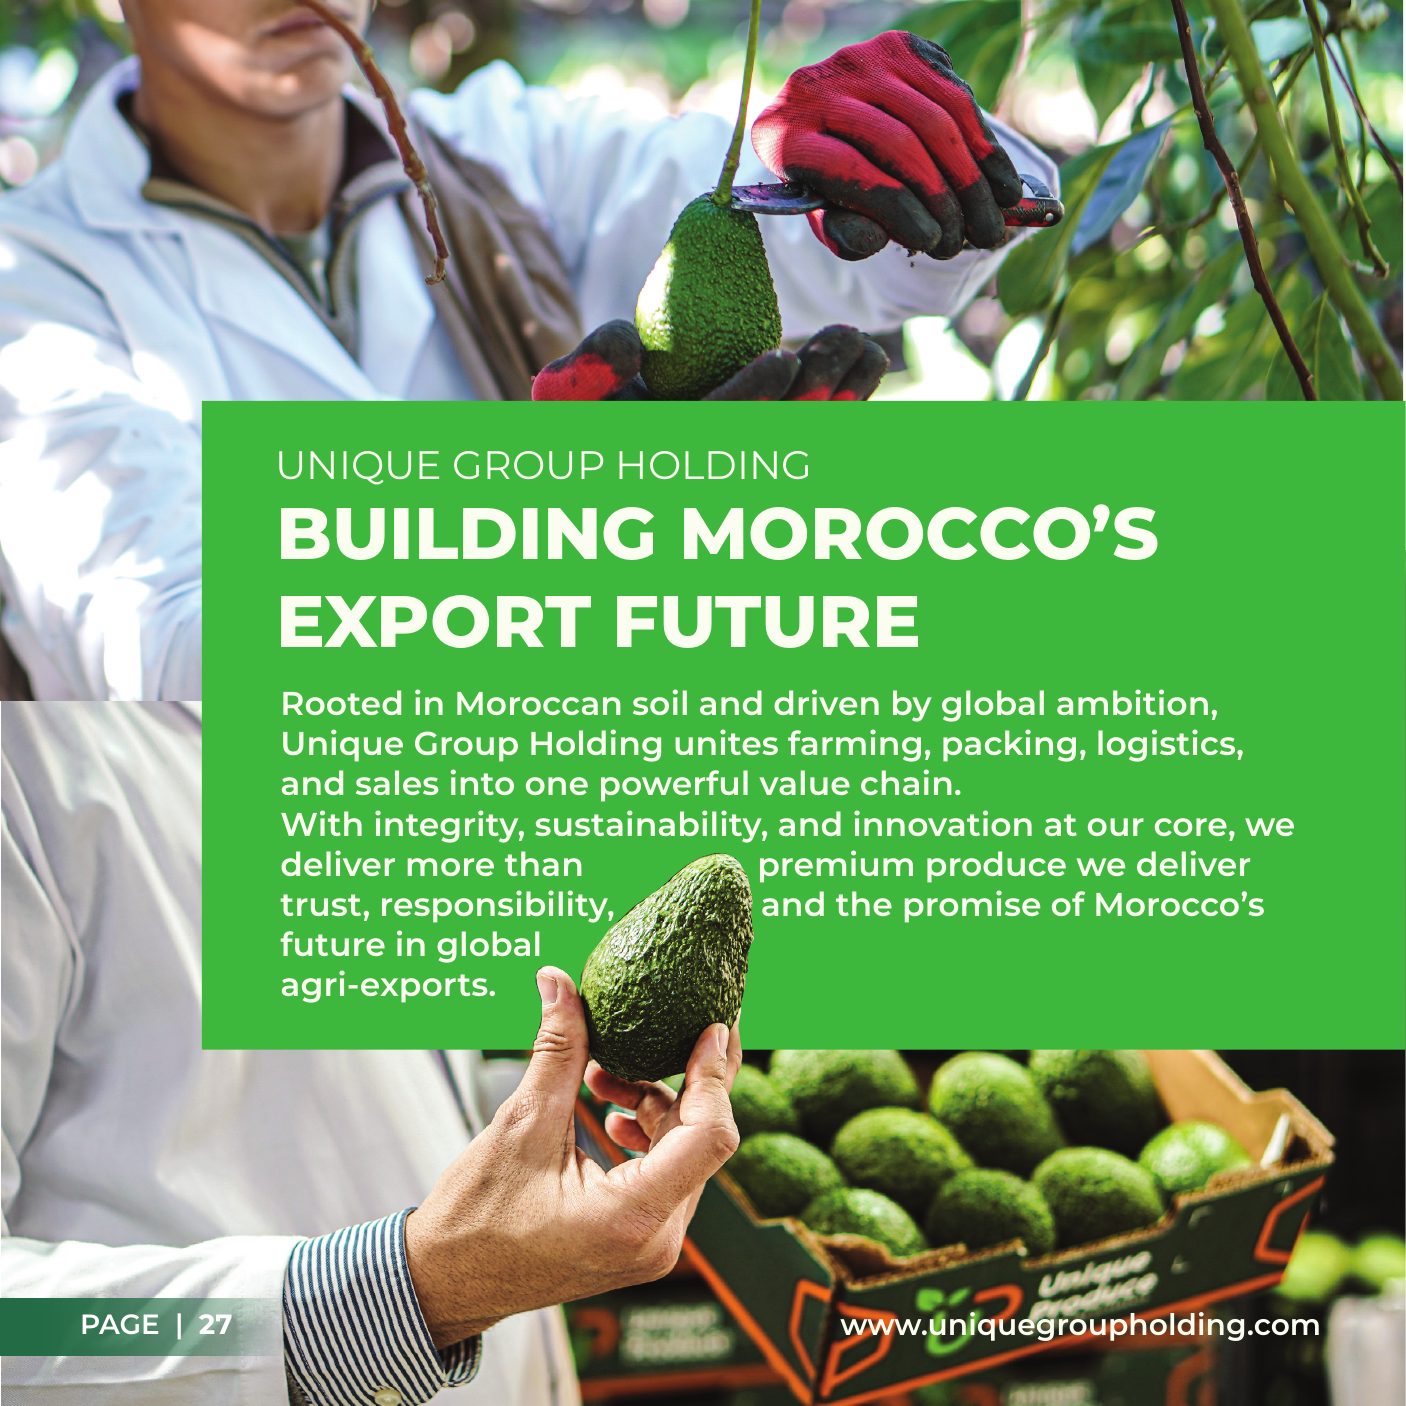 UNIQUE GROUP HOLDING
BUILDING MOROCCO’S
EXPORT FUTURE
Rooted in Moroccan soil and driven by global ambition,
Unique Group Holding unites farming, packing, logistics,
and sales into one powerful value chain.
With integrity, sustainability, and innovation at our core, we
deliver more than premium produce we deliver
trust, responsibility, and the promise of Morocco’s
future in global
agri-exports.
Unique
Produce
PAGE | 27
www.uniquegroupholding.com